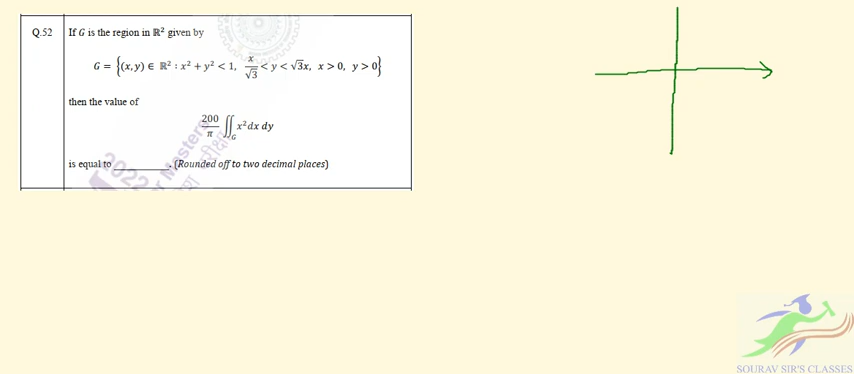 Q.52 If G is the region in ℝ² given by
G = {(x, y) ∈ ℝ² : x² + y² < 1, x/√3 < y < √3x, x > 0, y > 0}
then the value of
200/π ∬_G x² dx dy
is equal to ________. (Rounded off to two decimal places)
2022
Masters
SOURAV SIR'S CLASSES